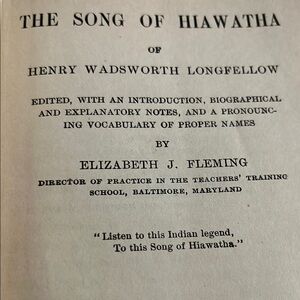 THE SONG OF HIAWATHA
OF
HENRY WADSWORTH LONGFELLOW
EDITED, WITH AN INTRODUCTION, BIOGRAPHICAL
AND EXPLANATORY NOTES, AND A PRONOUNC-
ING VOCABULARY OF PROPER NAMES
BY
ELIZABETH J. FLEMING
DIRECTOR OF PRACTICE IN THE TEACHERS' TRAINING
SCHOOL, BALTIMORE, MARYLAND
"Listen to this Indian legend,
To this Song of Hiawatha."